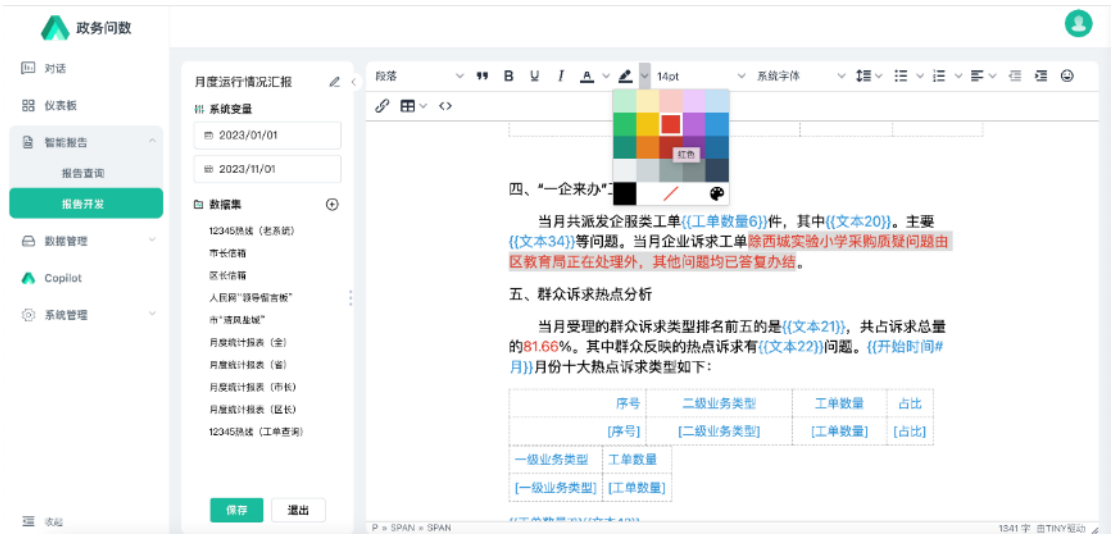 政务问数
对话
仪表板
智能报告
报告查询
报告开发
数据管理
Copilot
系统管理
收起
月度运行情况汇报
系统变量
2023/01/01
2023/11/01
数据集
12345热线（老系统）
市长信箱
区长信箱
人民网“领导留言板”
市“清风盐城”
月度统计报表（全）
月度统计报表（省）
月度统计报表（市长）
月度统计报表（区长）
12345热线（工单查询）
保存 退出
段落 B U I A 14pt 系统字体
红色
四、“一企来办”
当月共派发企服类工单{{工单数量6}}件，其中{{文本20}}。主要
{{文本34}}等问题。当月企业诉求工单除西城实验小学采购质疑问题由
区教育局正在处理外，其他问题均已答复办结。
五、群众诉求热点分析
当月受理的群众诉求类型排名前五的是{{文本21}}，共占诉求总量
的81.66%。其中群众反映的热点诉求有{{文本22}}问题。{{开始时间#
月}}月份十大热点诉求类型如下：
序号 二级业务类型 工单数量 占比
[序号] [二级业务类型] [工单数量] [占比]
一级业务类型 工单数量
[一级业务类型] [工单数量]
P » SPAN » SPAN
1341 字 由TINY驱动